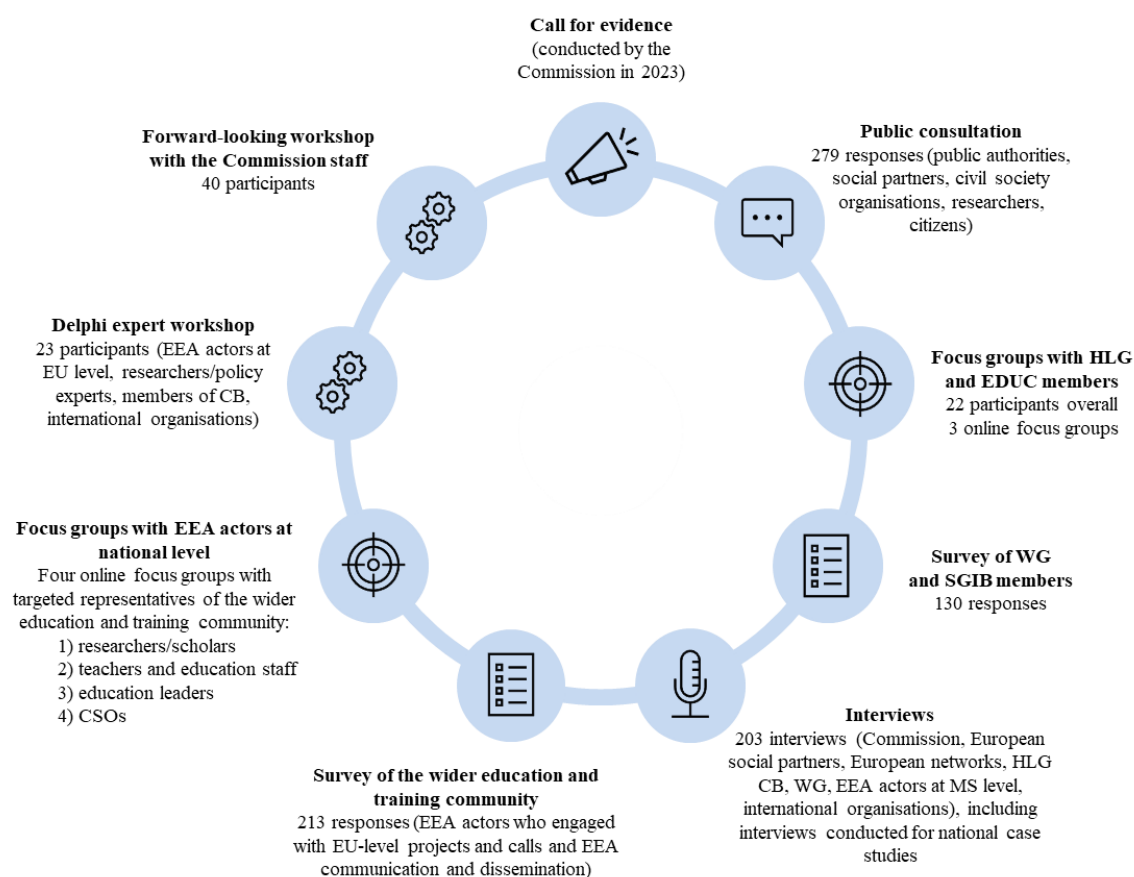 Call for evidence
(conducted by the
Commission in 2023)
Public consultation
279 responses (public authorities,
social partners, civil society
organisations, researchers,
citizens)
Focus groups with HLG
and EDUC members
22 participants overall
3 online focus groups
Survey of WG
and SGIB members
130 responses
Interviews
203 interviews (Commission, European
social partners, European networks, HLG
CB, WG, EEA actors at MS level,
international organisations), including
interviews conducted for national case
studies
Survey of the wider education and
training community
213 responses (EEA actors who engaged
with EU-level projects and calls and EEA
communication and dissemination)
Focus groups with EEA actors at
national level
Four online focus groups with
targeted representatives of the wider
education and training community:
1) researchers/scholars
2) teachers and education staff
3) education leaders
4) CSOs
Delphi expert workshop
23 participants (EEA actors at
EU level, researchers/policy
experts, members of CB,
international organisations)
Forward-looking workshop
with the Commission staff
40 participants